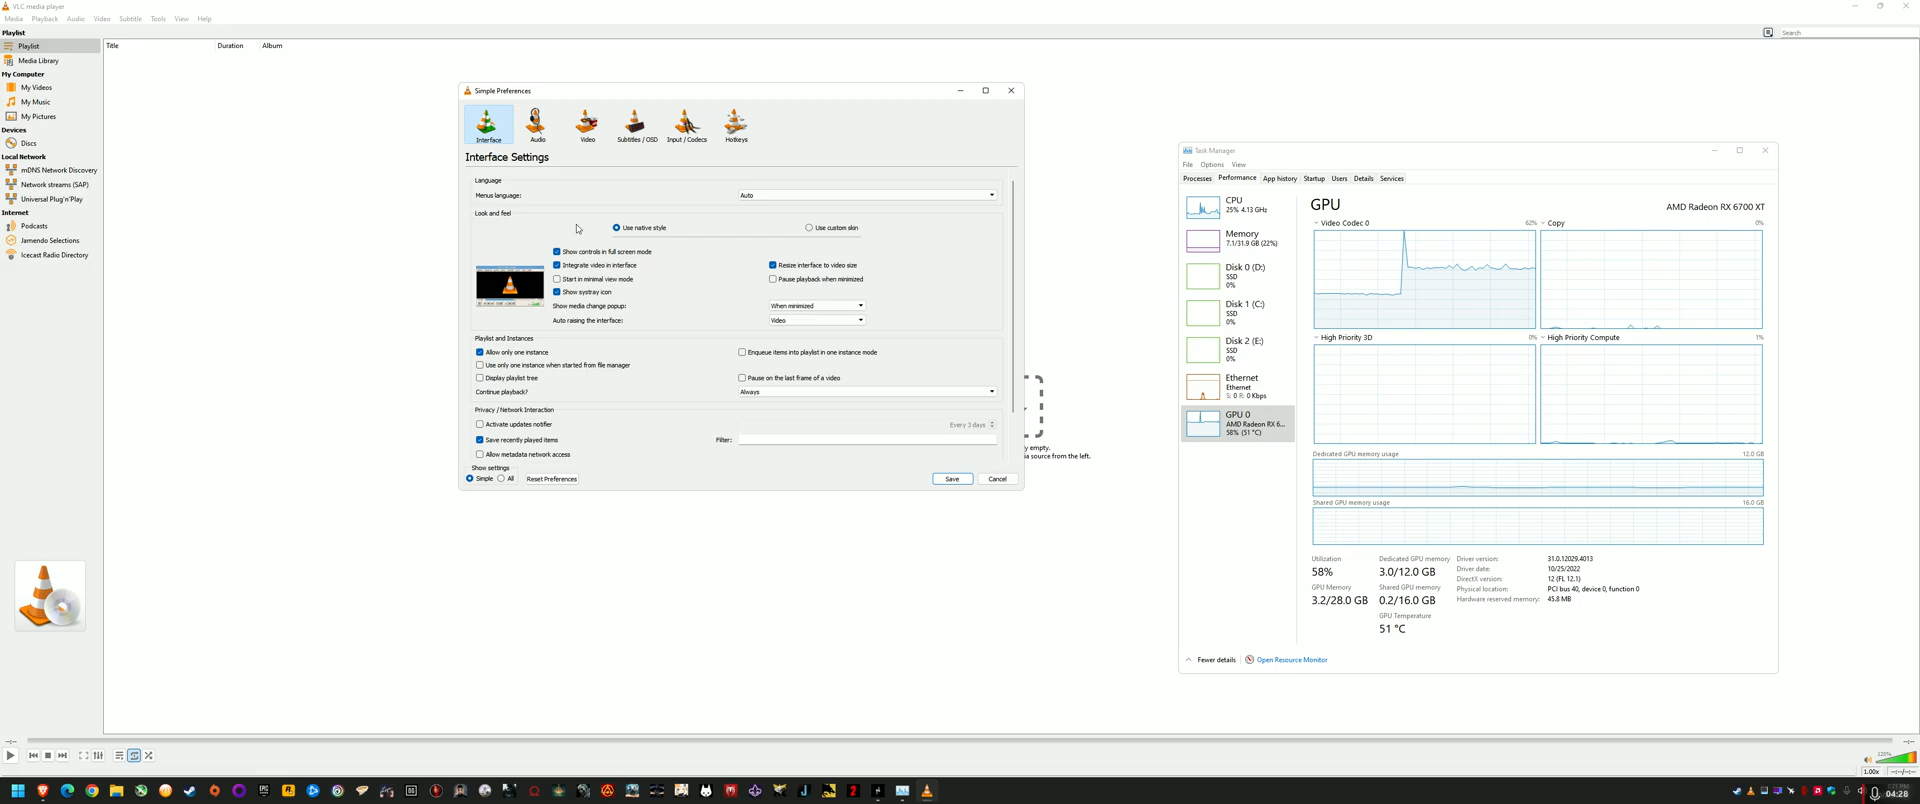 VLC media player
Media Playback Audio Video Subtitle Tools View Help
Playlist
Playlist
Media Library
My Computer
My Videos
My Music
My Pictures
Devices
Discs
Local Network
mDNS Network Discovery
Network streams (SAP)
Universal Plug'n'Play
Internet
Podcasts
Jamendo Selections
Icecast Radio Directory
Title Duration Album
Search
Simple Preferences
Interface Audio Video Subtitles / OSD Input / Codecs Hotkeys
Interface Settings
Language
Menus language: Auto
Look and feel
Use native style Use custom skin
Show controls in full screen mode
Integrate video in interface Resize interface to video size
Start in minimal view mode Pause playback when minimized
Show systray icon
Show media change popup: When minimized
Auto raising the interface: Video
Playlist and Instances
Allow only one instance Enqueue items into playlist in one instance mode
Use only one instance when started from file manager
Display playlist tree Pause on the last frame of a video
Continue playback? Always
Privacy / Network Interaction
Activate updates notifier Every 3 days
Save recently played items Filter:
Allow metadata network access
Show settings
Simple All Reset Preferences Save Cancel
y empty.
ia source from the left.
Task Manager
File Options View
Processes Performance App history Startup Users Details Services
CPU
25% 4.13 GHz
Memory
7.1/31.9 GB (22%)
Disk 0 (D:)
SSD
0%
Disk 1 (C:)
SSD
0%
Disk 2 (E:)
SSD
0%
Ethernet
Ethernet
S: 0 R: 0 Kbps
GPU 0
AMD Radeon RX 6...
58% (51 °C)
GPU AMD Radeon RX 6700 XT
Video Codec 0 62% Copy 0%
High Priority 3D 0% High Priority Compute 1%
Dedicated GPU memory usage 12.0 GB
Shared GPU memory usage 16.0 GB
Utilization
58%
GPU Memory
3.2/28.0 GB
Dedicated GPU memory
3.0/12.0 GB
Shared GPU memory
0.2/16.0 GB
GPU Temperature
51 °C
Driver version: 31.0.12029.4013
Driver date: 10/25/2022
DirectX version: 12 (FL 12.1)
Physical location: PCI bus 40, device 0, function 0
Hardware reserved memory: 45.8 MB
Fewer details Open Resource Monitor
--:-- --:--
125%
1.00x --:--/--:--
EPIC
04:28